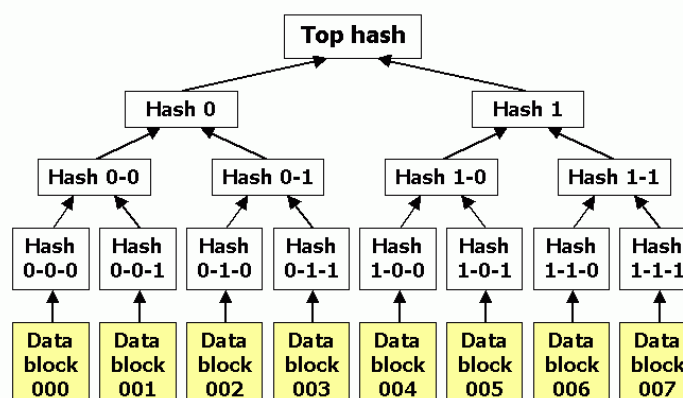 Top hash
Hash 0
Hash 1
Hash 0-0
Hash 0-1
Hash 1-0
Hash 1-1
Hash
0-0-0
Hash
0-0-1
Hash
0-1-0
Hash
0-1-1
Hash
1-0-0
Hash
1-0-1
Hash
1-1-0
Hash
1-1-1
Data
block
000
Data
block
001
Data
block
002
Data
block
003
Data
block
004
Data
block
005
Data
block
006
Data
block
007